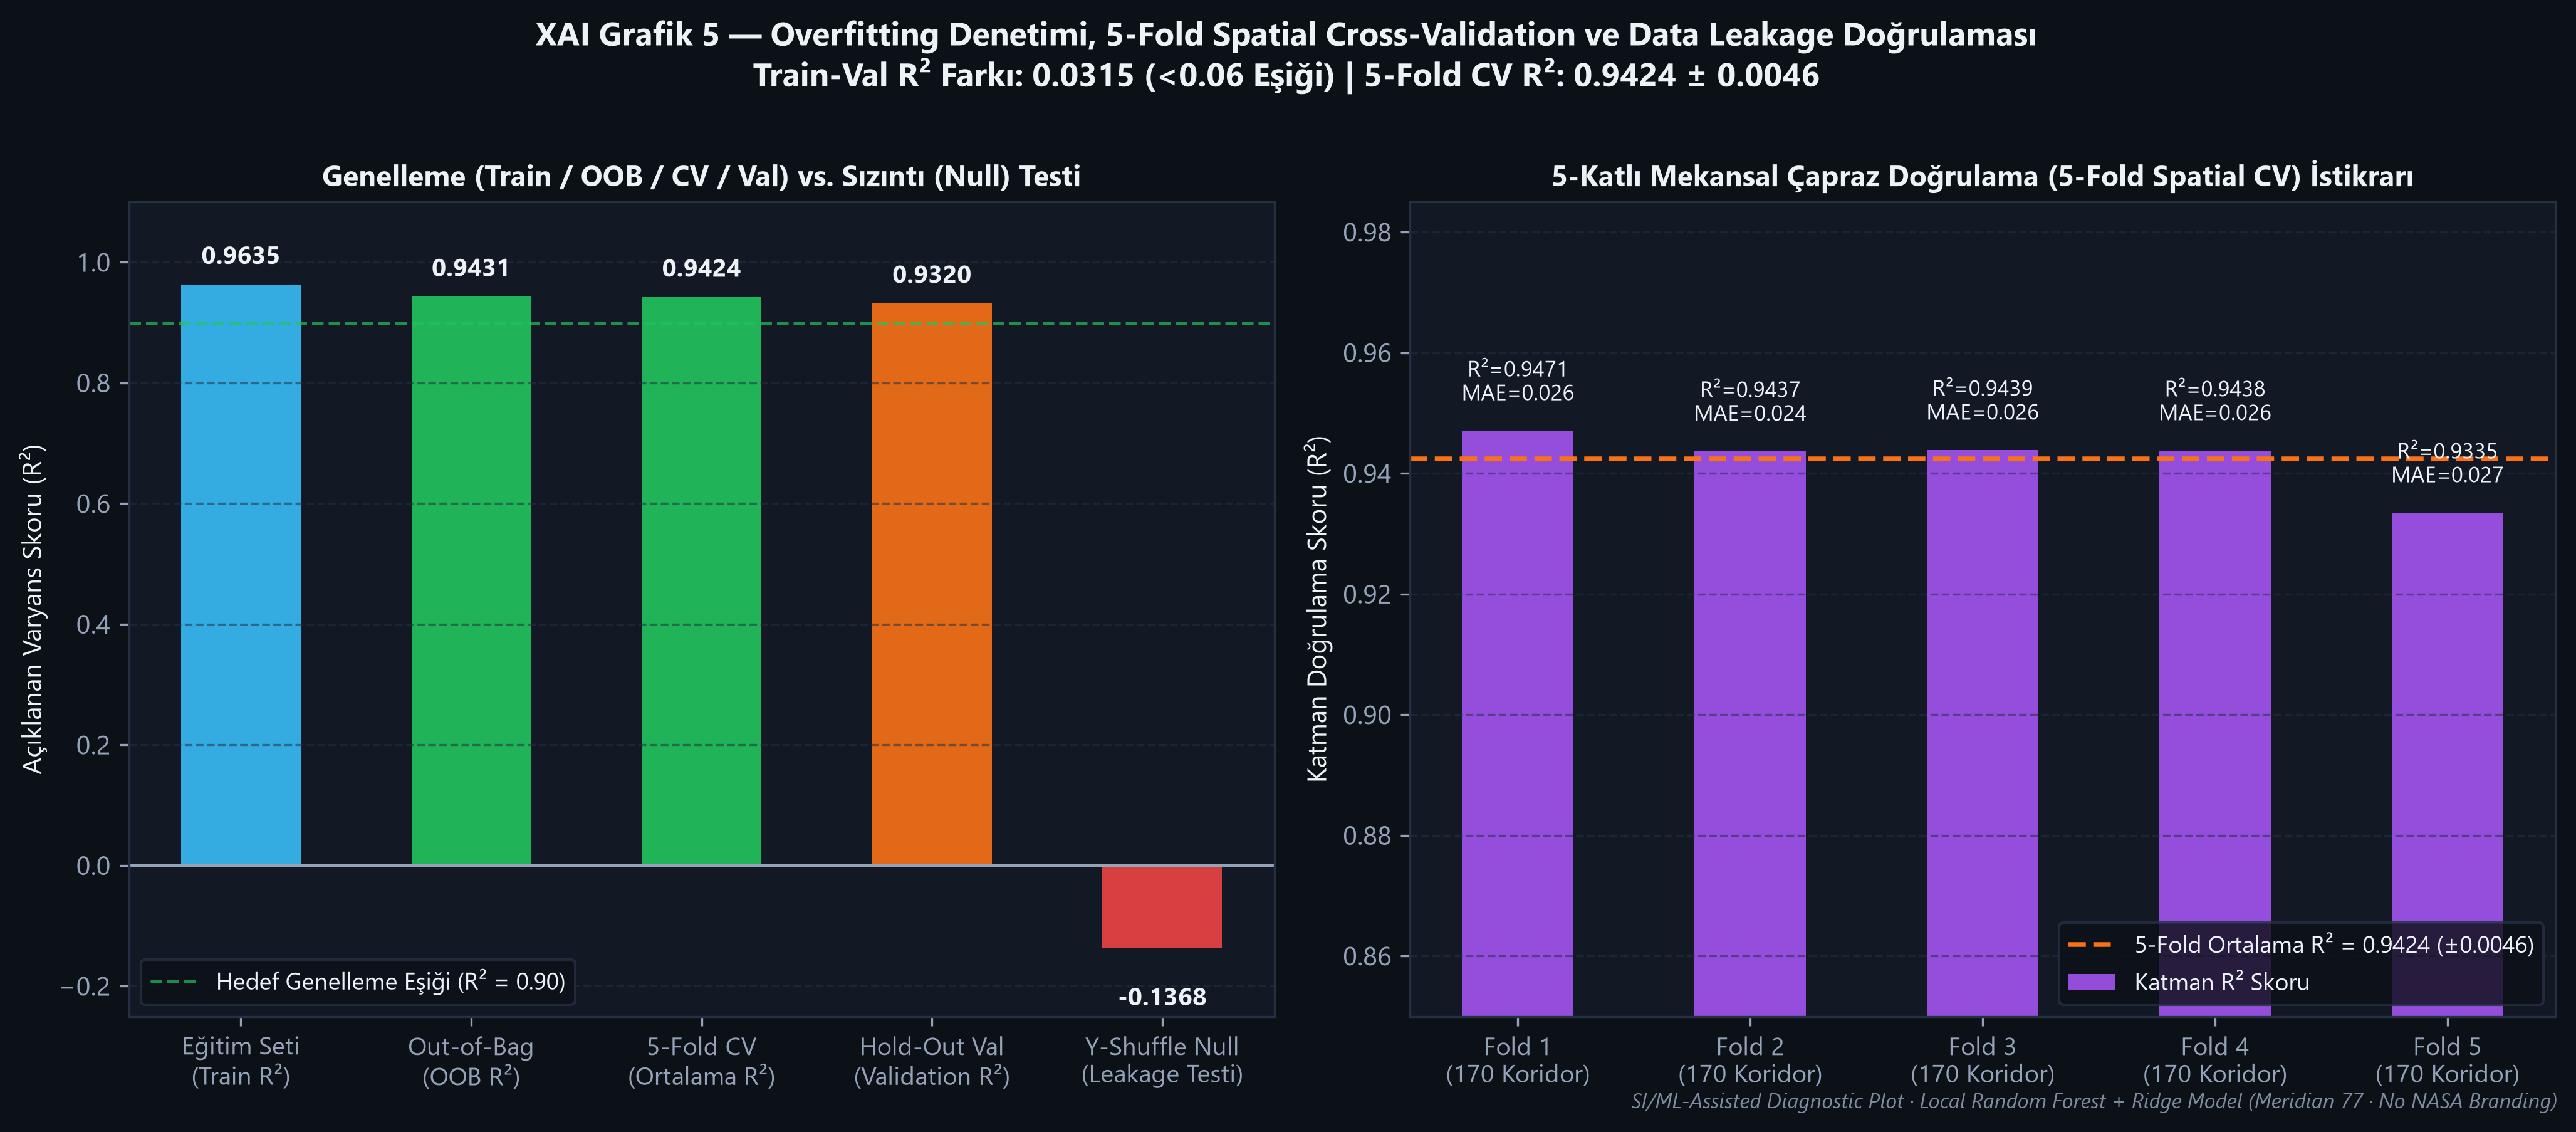 XAI Grafik 5 — Overfitting Denetimi, 5-Fold Spatial Cross-Validation ve Data Leakage Doğrulaması
Train-Val R² Farkı: 0.0315 (<0.06 Eşiği) | 5-Fold CV R²: 0.9424 ± 0.0046
Genelleme (Train / OOB / CV / Val) vs. Sızıntı (Null) Testi
Açıklanan Varyans Skoru (R²)
1.0
0.8
0.6
0.4
0.2
0.0
−0.2
0.9635
0.9431
0.9424
0.9320
-0.1368
Hedef Genelleme Eşiği (R² = 0.90)
Eğitim Seti
(Train R²)
Out-of-Bag
(OOB R²)
5-Fold CV
(Ortalama R²)
Hold-Out Val
(Validation R²)
Y-Shuffle Null
(Leakage Testi)
5-Katlı Mekansal Çapraz Doğrulama (5-Fold Spatial CV) İstikrarı
Katman Doğrulama Skoru (R²)
0.98
0.96
0.94
0.92
0.90
0.88
0.86
R²=0.9471
MAE=0.026
R²=0.9437
MAE=0.024
R²=0.9439
MAE=0.026
R²=0.9438
MAE=0.026
R²=0.9335
MAE=0.027
5-Fold Ortalama R² = 0.9424 (±0.0046)
Katman R² Skoru
Fold 1
(170 Koridor)
Fold 2
(170 Koridor)
Fold 3
(170 Koridor)
Fold 4
(170 Koridor)
Fold 5
(170 Koridor)
SI/ML-Assisted Diagnostic Plot · Local Random Forest + Ridge Model (Meridian 77 · No NASA Branding)